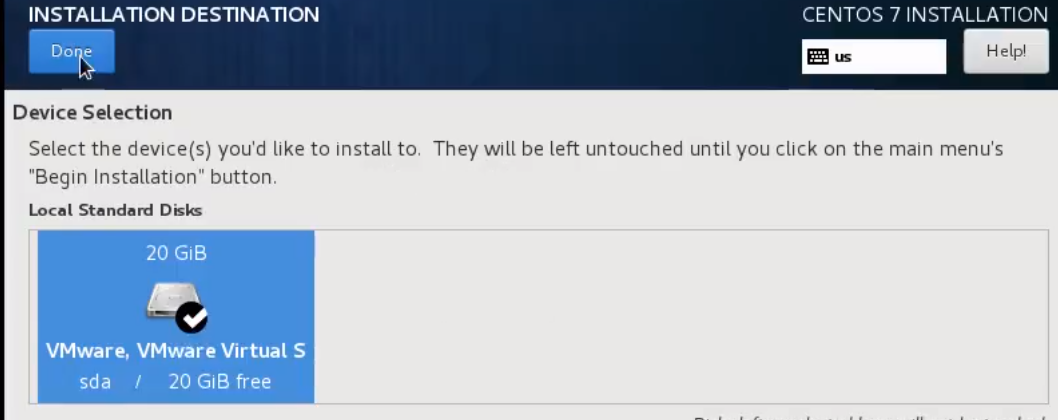 INSTALLATION DESTINATION
CENTOS 7 INSTALLATION
Done
us
Help!
Device Selection
Select the device(s) you'd like to install to. They will be left untouched until you click on the main menu's
"Begin Installation" button.
Local Standard Disks
20 GiB
VMware, VMware Virtual S
sda / 20 GiB free